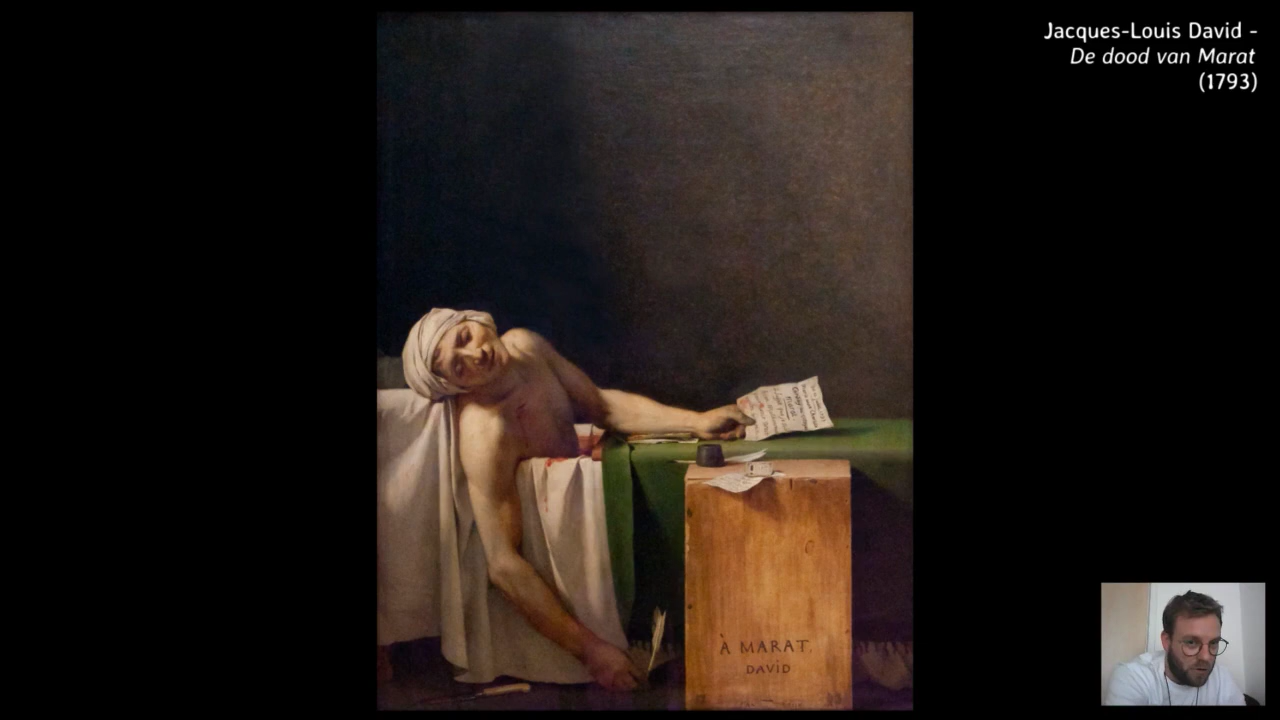 Jacques-Louis David -
De dood van Marat
(1793)
À MARAT,
DAVID